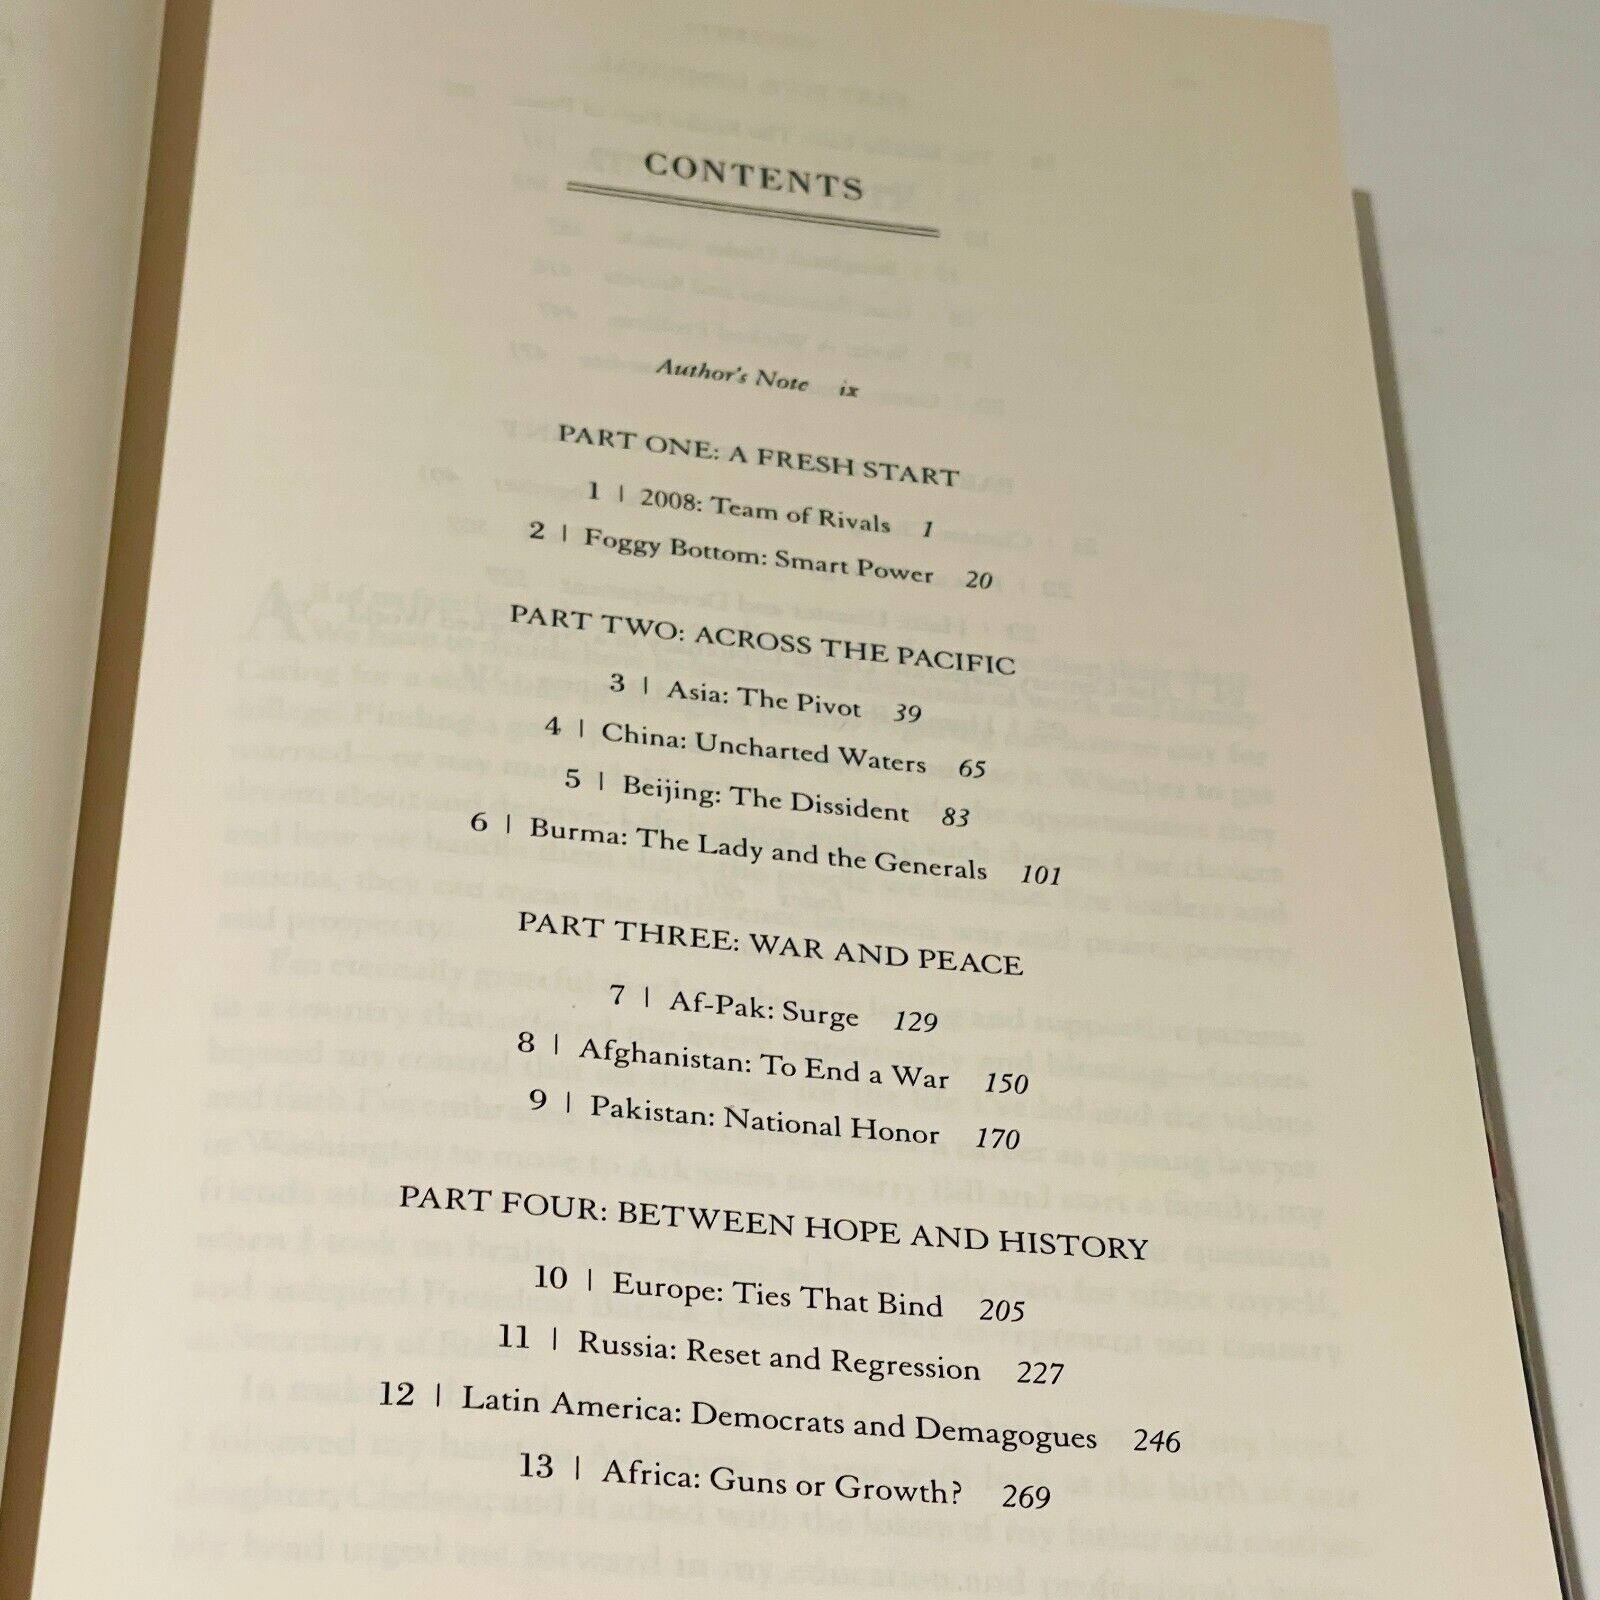 CONTENTS
Author's Note ix
PART ONE: A FRESH START
1 | 2008: Team of Rivals 1
2 | Foggy Bottom: Smart Power 20
PART TWO: ACROSS THE PACIFIC
3 | Asia: The Pivot 39
4 | China: Uncharted Waters 65
5 | Beijing: The Dissident 83
6 | Burma: The Lady and the Generals 101
PART THREE: WAR AND PEACE
7 | Af-Pak: Surge 129
8 | Afghanistan: To End a War 150
9 | Pakistan: National Honor 170
PART FOUR: BETWEEN HOPE AND HISTORY
10 | Europe: Ties That Bind 205
11 | Russia: Reset and Regression 227
12 | Latin America: Democrats and Demagogues 246
13 | Africa: Guns or Growth? 269